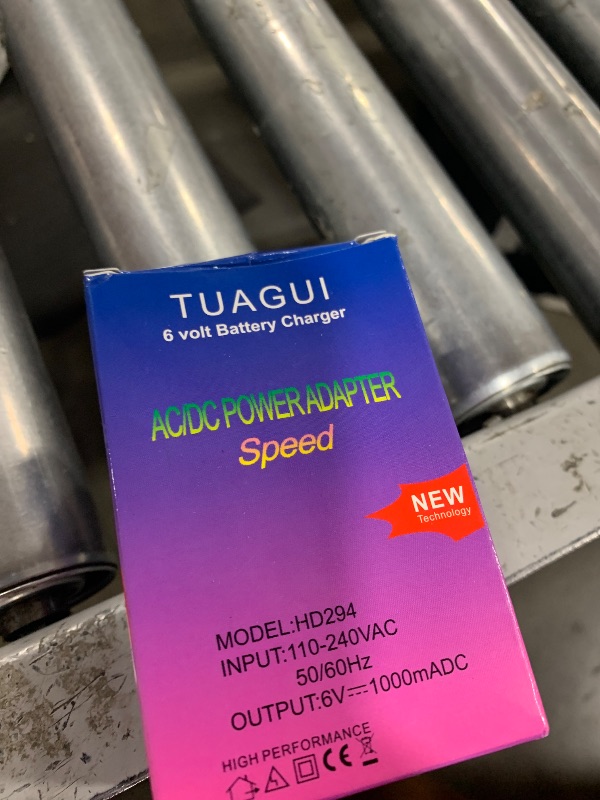 TUAGUI
6 volt Battery Charger
AC/DC POWER ADAPTER
Speed
NEW
Technology
MODEL:HD294
INPUT:110-240VAC
50/60Hz
OUTPUT:6V⎓1000mADC
HIGH PERFORMANCE
CE